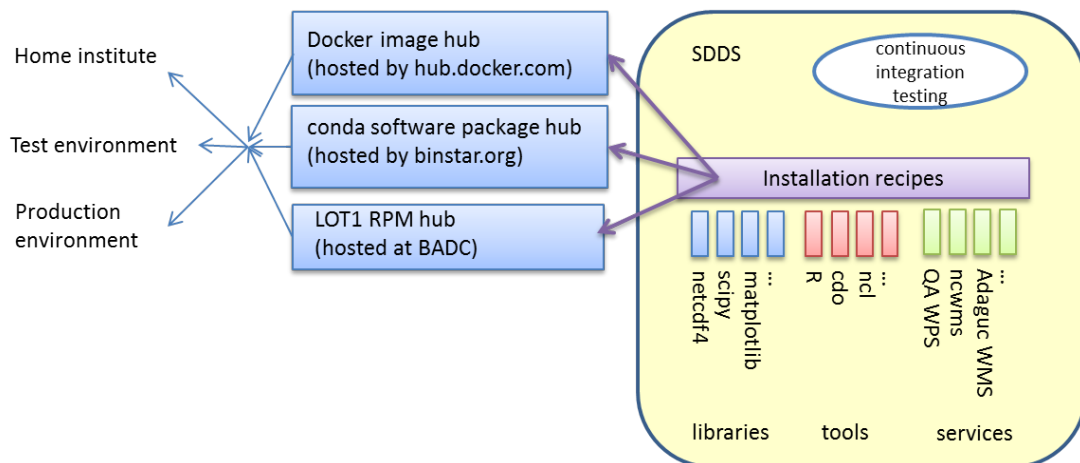 Home institute
Test environment
Production
environment
Docker image hub
(hosted by hub.docker.com)
conda software package hub
(hosted by binstar.org)
LOT1 RPM hub
(hosted at BADC)
SDDS
continuous
integration
testing
Installation recipes
netcdf4
scipy
matplotlib
...
R
cdo
ncl
...
QA WPS
ncwms
Adaguc WMS
...
libraries
tools
services